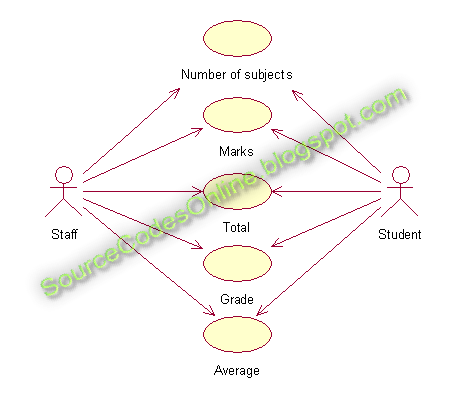 Number of subjects
Marks
Total
Staff
Student
Grade
Average
SourceCodesOnline.blogspot.com